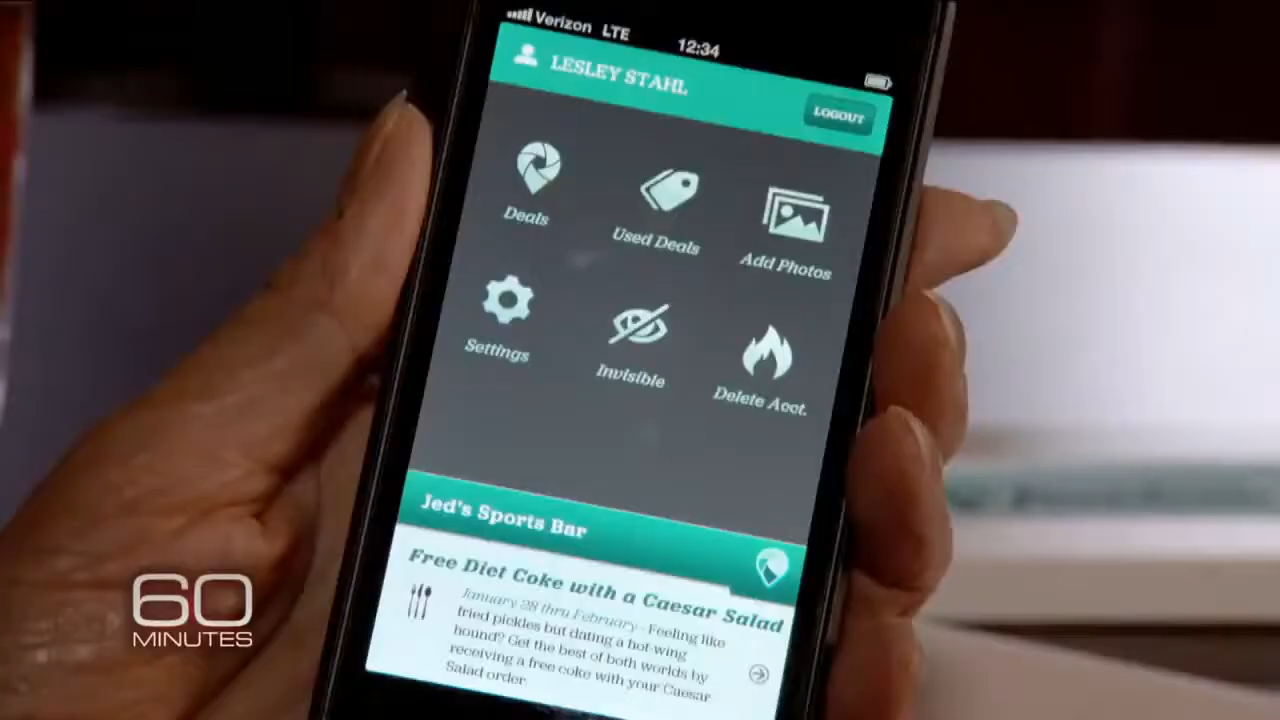 Verizon LTE 12:34
LESLEY STAHL
LOGOUT
Deals
Used Deals
Add Photos
Settings
Invisible
Delete Acct.
Jed's Sports Bar
Free Diet Coke with a Caesar Salad
January 28 thru February - Feeling like
fried pickles but dating a hot-wing
hound? Get the best of both worlds by
receiving a free coke with your Caesar
Salad order.
60
MINUTES